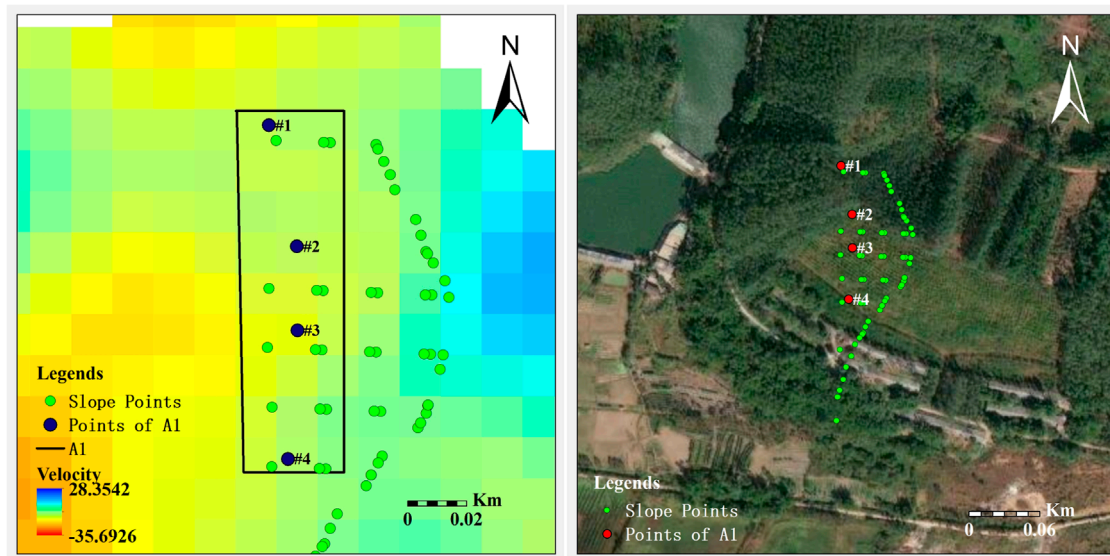 N
#1
#2
#3
#4
Legends
Slope Points
Points of A1
A1
Velocity
28.3542
-35.6926
Km
0 0.02
N
#1
#2
#3
#4
Legends
Slope Points
Points of A1
Km
0 0.06